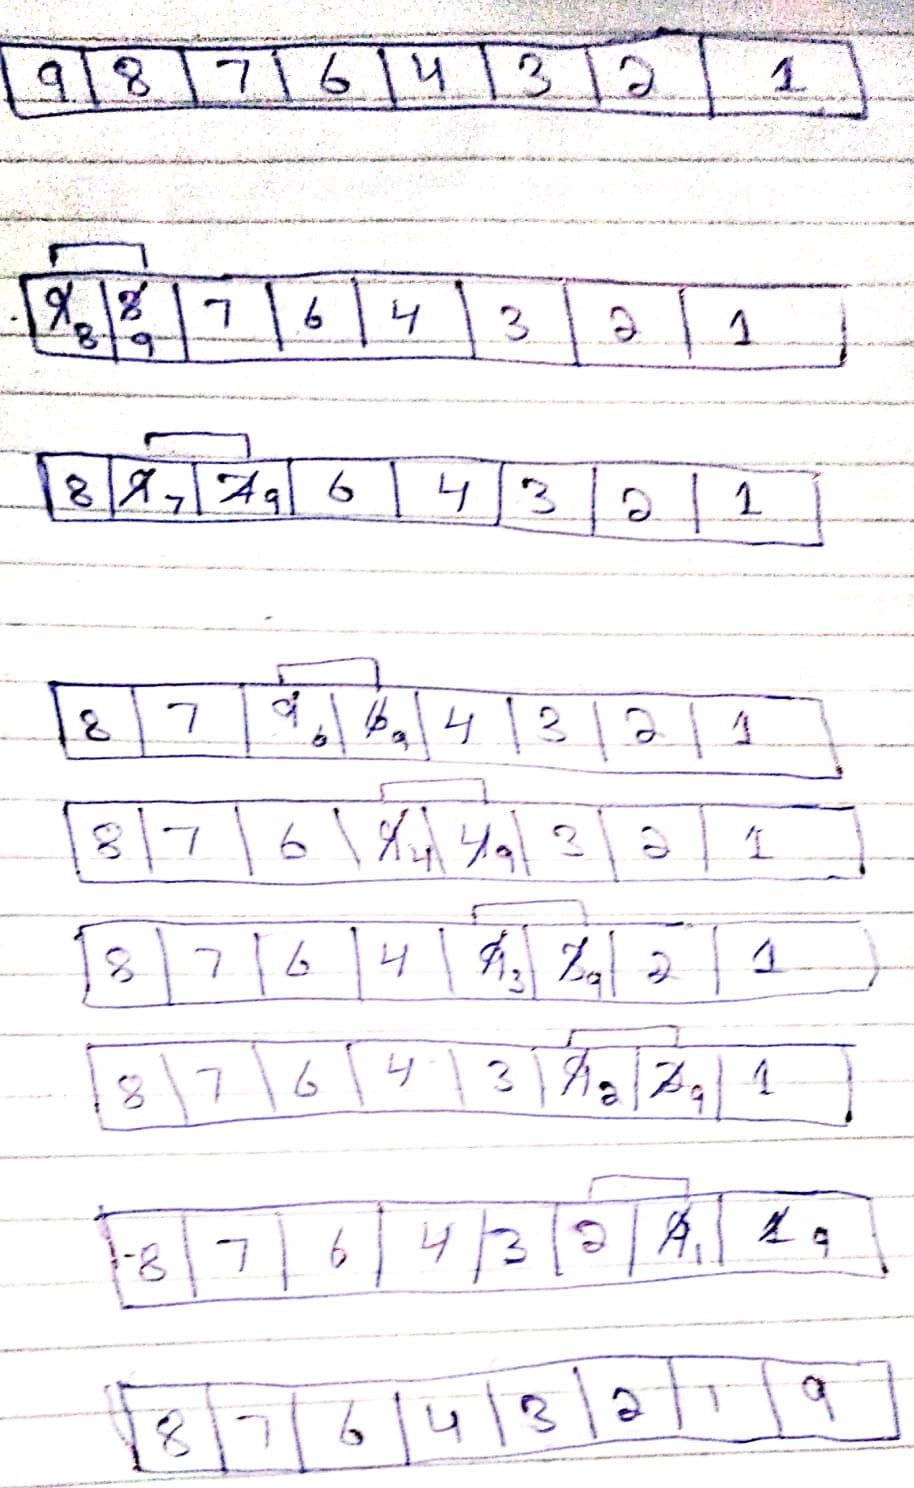 9 8 7 6 4 3 2 1
9 8 8 9 7 6 4 3 2 1
8 9 7 7 9 6 4 3 2 1
8 7 9 6 6 9 4 3 2 1
8 7 6 9 4 4 9 3 2 1
8 7 6 4 9 3 3 9 2 1
8 7 6 4 3 9 2 2 9 1
8 7 6 4 3 2 9 1 1 9
8 7 6 4 3 2 1 9